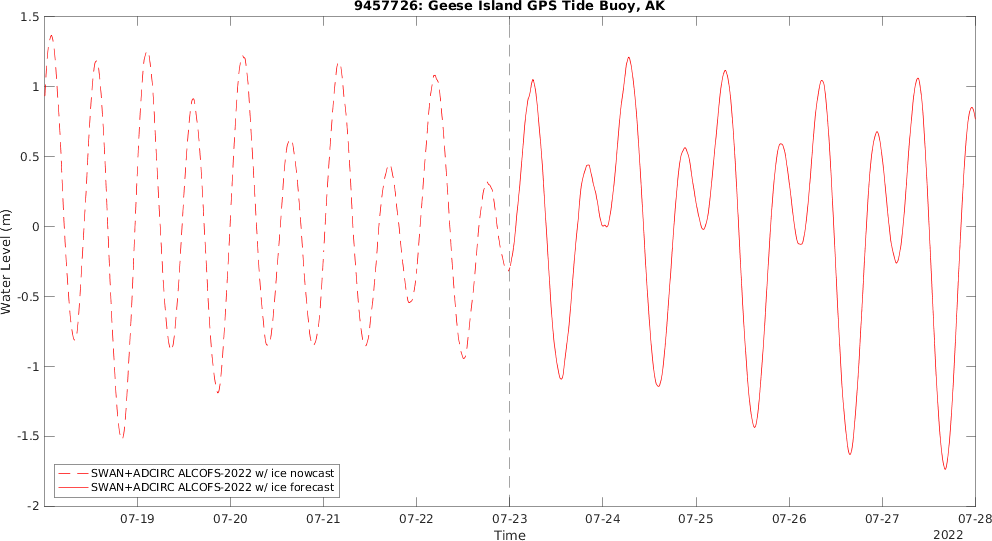 9457726: Geese Island GPS Tide Buoy, AK
Water Level (m)
1.5
1
0.5
0
-0.5
-1
-1.5
-2
SWAN+ADCIRC ALCOFS-2022 w/ ice nowcast
SWAN+ADCIRC ALCOFS-2022 w/ ice forecast
07-19 07-20 07-21 07-22 07-23 07-24 07-25 07-26 07-27 07-28
Time
2022